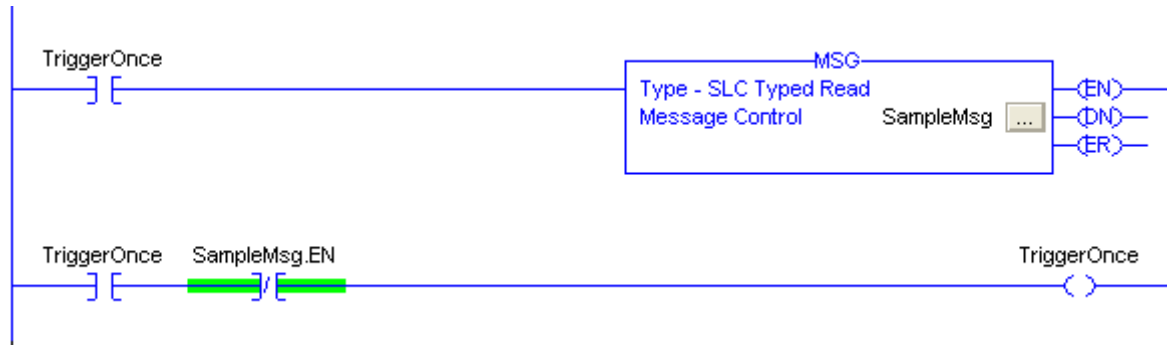 TriggerOnce
MSG
Type - SLC Typed Read
Message Control SampleMsg ...
EN
DN
ER
TriggerOnce SampleMsg.EN TriggerOnce